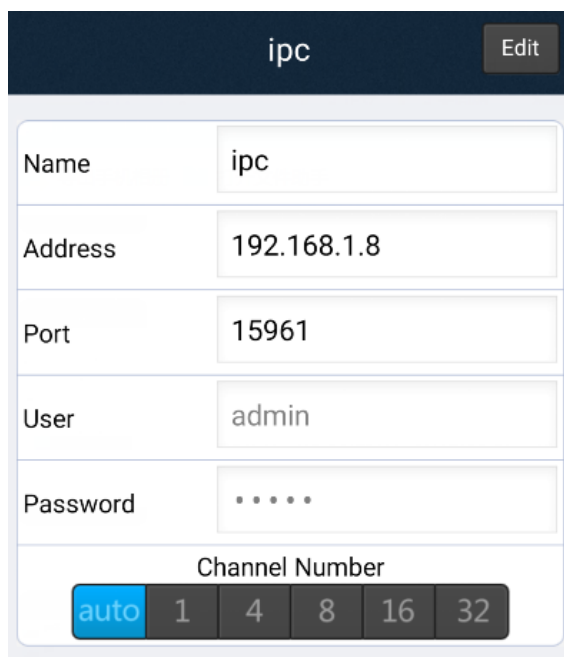 ipc Edit
Name ipc
Address 192.168.1.8
Port 15961
User admin
Password •••••
Channel Number
auto 1 4 8 16 32